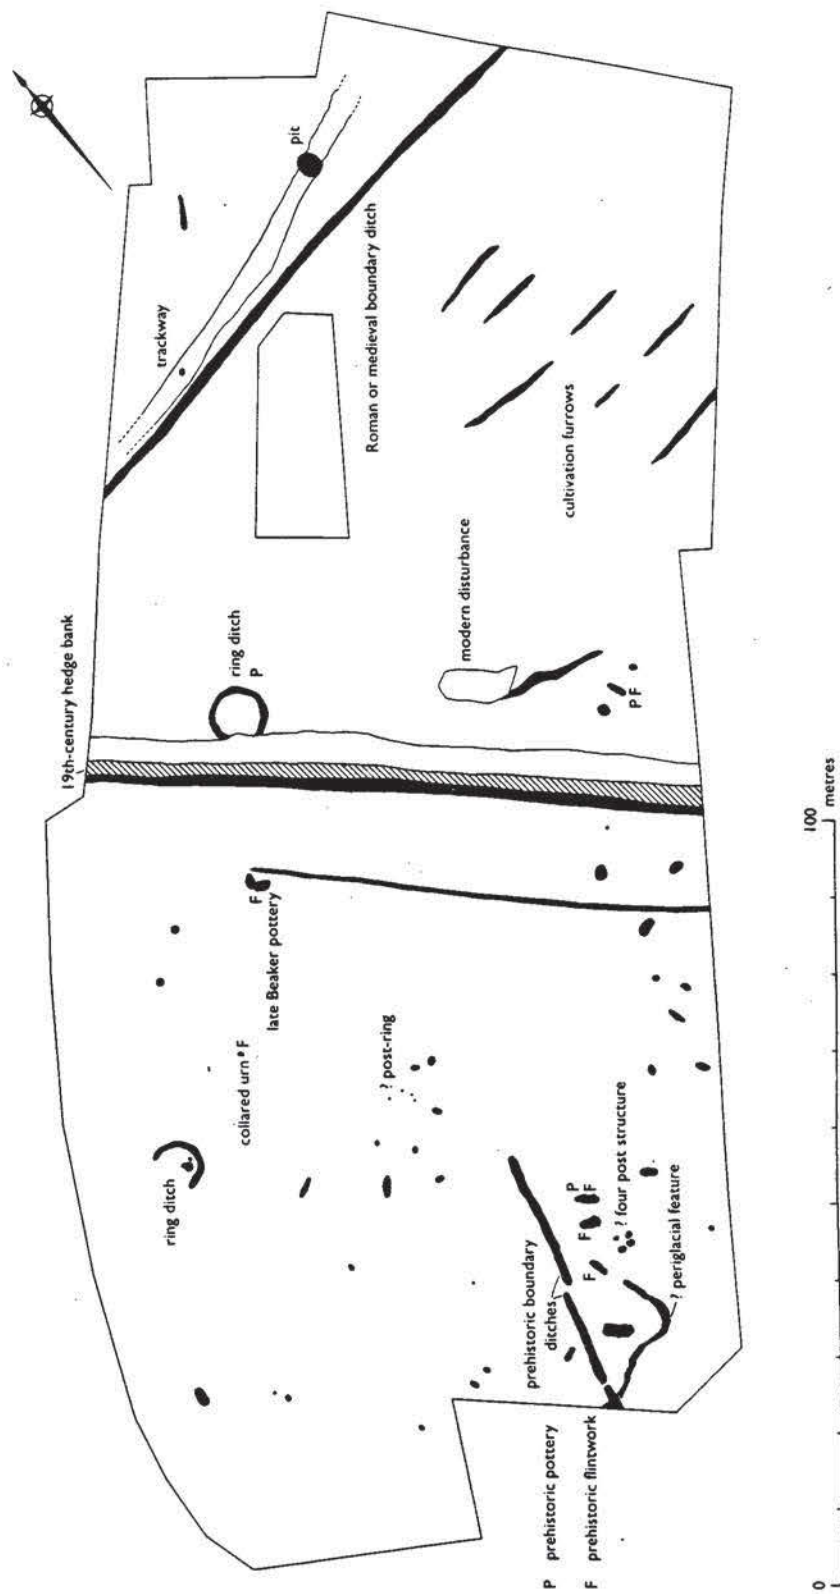 19th-century hedge bank
trackway
pit
Roman or medieval boundary ditch
ring ditch
P
modern disturbance
cultivation furrows
P F
F
late Beaker pottery
collared urn F
? post-ring
ring ditch
prehistoric boundary
ditches
F
F
P
F
? four post structure
? periglacial feature
P prehistoric pottery
F prehistoric flintwork
0
100
metres